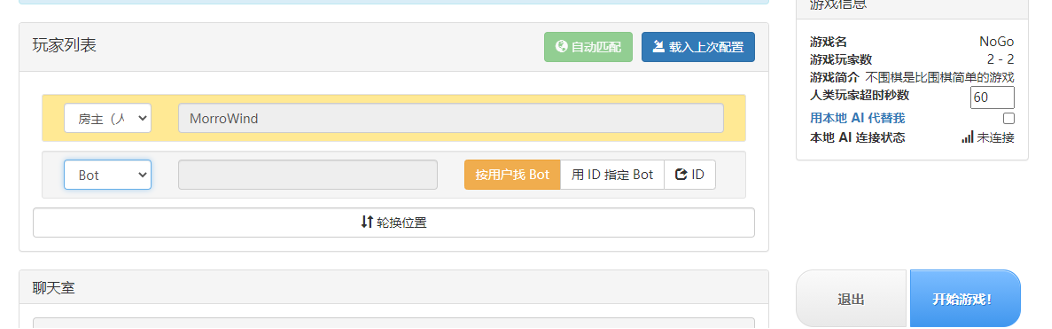 玩家列表
自动匹配
载入上次配置
房主（人
MorroWind
Bot
按用户找 Bot
用 ID 指定 Bot
ID
轮换位置
聊天室
游戏信息
游戏名 NoGo
游戏玩家数 2 - 2
游戏简介 不围棋是比围棋简单的游戏
人类玩家超时秒数 60
用本地 AI 代替我
本地 AI 连接状态 未连接
退出
开始游戏!